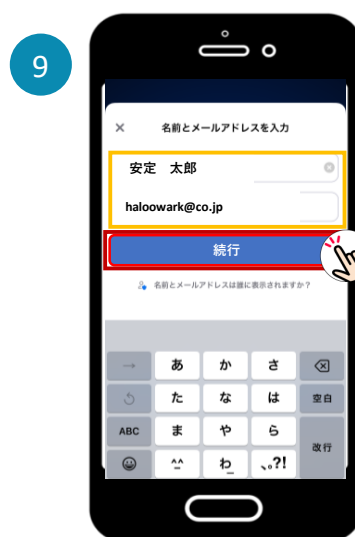 9
× 名前とメールアドレスを入力
安定　太郎
haloowark@co.jp
続行
名前とメールアドレスは誰に表示されますか?
→ あ か さ
た な は 空白
ABC ま や ら 改行
^^ わ_ 、。?!